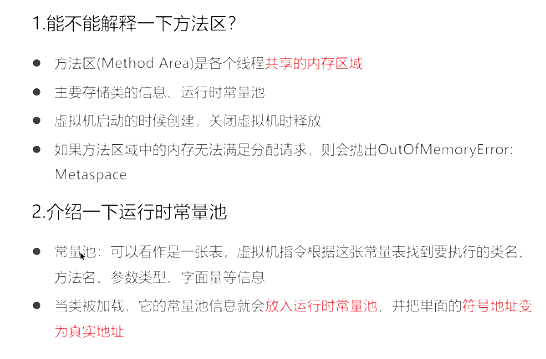 1.能不能解释一下方法区?
● 方法区(Method Area)是各个线程共享的内存区域
● 主要存储类的信息、运行时常量池
● 虚拟机启动的时候创建，关闭虚拟机时释放
● 如果方法区域中的内存无法满足分配请求，则会抛出OutOfMemoryError:
Metaspace
2.介绍一下运行时常量池
● 常量池：可以看作是一张表，虚拟机指令根据这张常量表找到要执行的类名、
方法名、参数类型、字面量等信息
● 当类被加载，它的常量池信息就会放入运行时常量池，并把里面的符号地址变
为真实地址